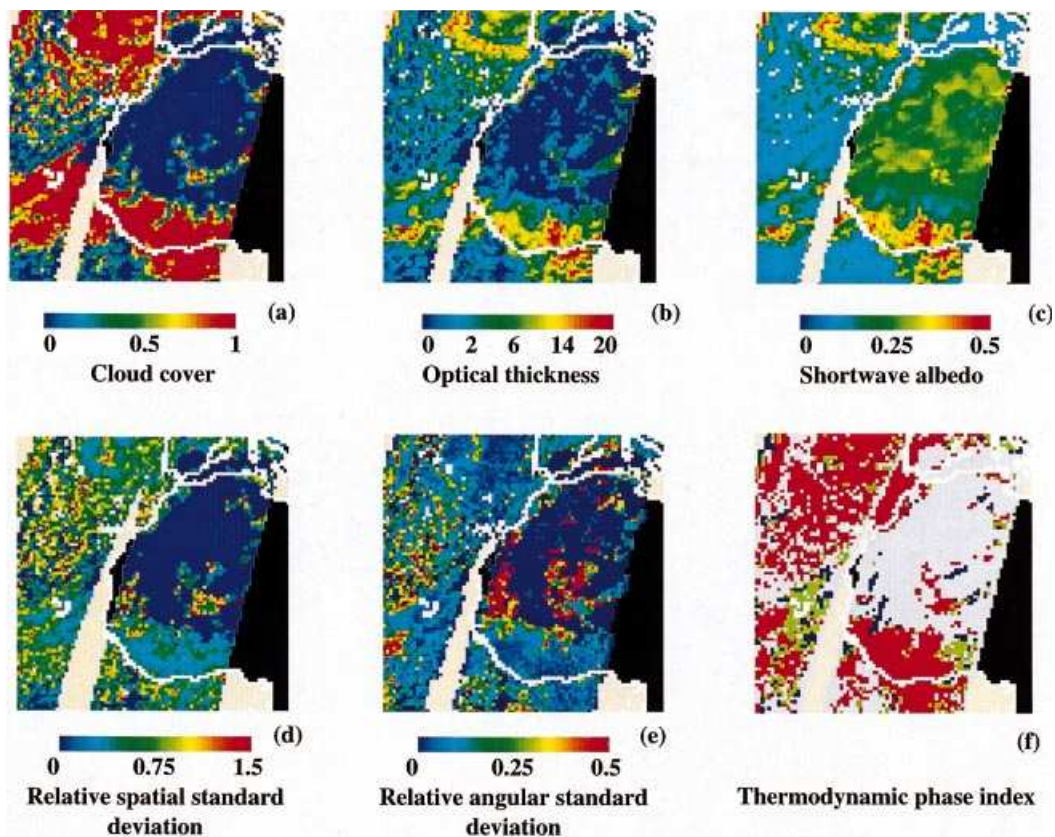 (a)
0 0.5 1
Cloud cover
(b)
0 2 6 14 20
Optical thickness
(c)
0 0.25 0.5
Shortwave albedo
(d)
0 0.75 1.5
Relative spatial standard
deviation
(e)
0 0.25 0.5
Relative angular standard
deviation
(f)
Thermodynamic phase index